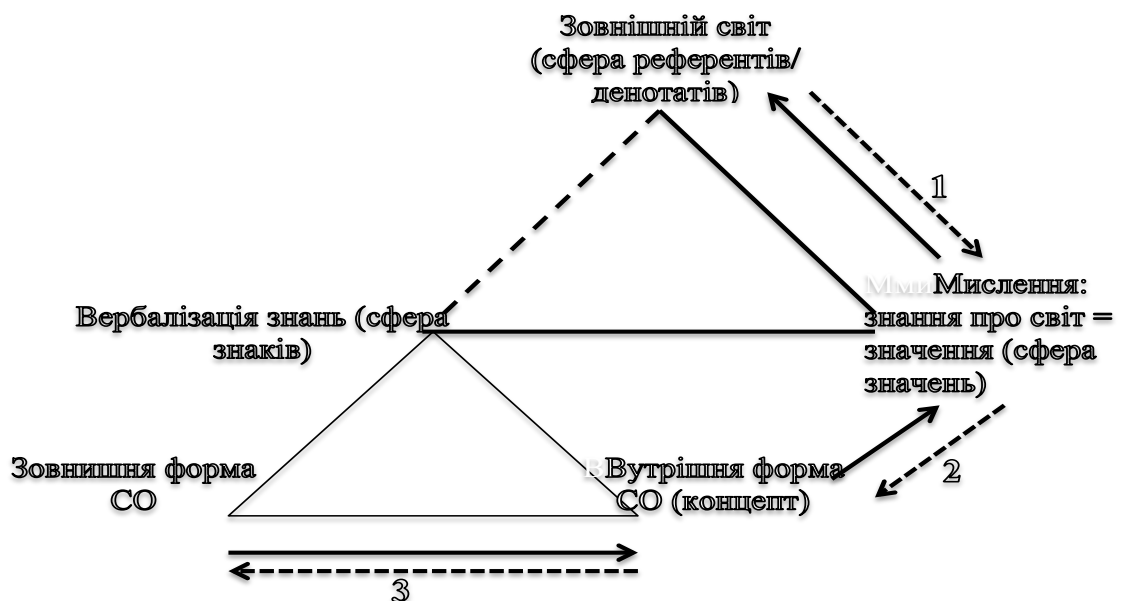 Зовнішній світ
(сфера референтів/
денотатів)
1
Мми Мислення:
знання про світ =
значення (сфера
значень)
Вербалізація знань (сфера
знаків)
Зовнишня форма
СО
В Вутрішня форма
СО (концепт)
2
3